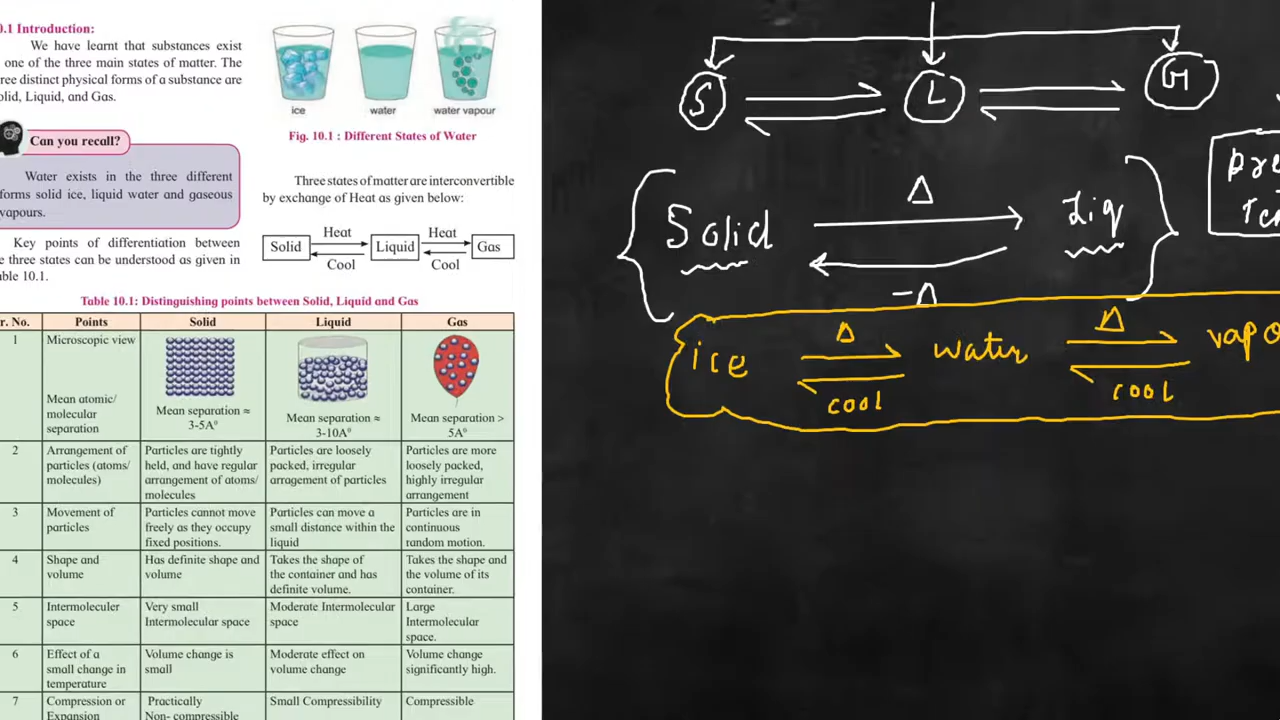 0.1 Introduction:
We have learnt that substances exist
one of the three main states of matter. The
ree distinct physical forms of a substance are
olid, Liquid, and Gas.
ice
water
water vapour
Fig. 10.1 : Different States of Water
Can you recall?
Water exists in the three different
forms solid ice, liquid water and gaseous
vapours.
Key points of differentiation between
e three states can be understood as given in
able 10.1.
Three states of matter are interconvertible
by exchange of Heat as given below:
Solid Heat Cool Liquid Heat Cool Gas
Table 10.1: Distinguishing points between Solid, Liquid and Gas
r. No. Points Solid Liquid Gas
1 Microscopic view
Mean atomic/
molecular
separation
Mean separation ≈
3-5A⁰
Mean separation ≈
3-10A⁰
Mean separation >
5A⁰
2 Arrangement of
particles (atoms/
molecules)
Particles are tightly
held, and have regular
arrangement of atoms/
molecules
Particles are loosely
packed, irregular
arragement of particles
Particles are more
loosely packed,
highly irregular
arrangement
3 Movement of
particles
Particles cannot move
freely as they occupy
fixed positions.
Particles can move a
small distance within the
liquid
Particles are in
continuous
random motion.
4 Shape and
volume
Has definite shape and
volume
Takes the shape of
the container and has
definite volume.
Takes the shape and
the volume of its
container.
5 Intermoleculer
space
Very small
Intermolecular space
Moderate Intermolecular
space
Large
Intermolecular
space.
6 Effect of a
small change in
temperature
Volume change is
small
Moderate effect on
volume change
Volume change
significantly high.
7 Compression or
Expansion
Practically
Non- compressible
Small Compressibility
Compressible
S L G
Solid Δ Liq
-Δ
pre
ice Δ water Δ vapo
cool cool